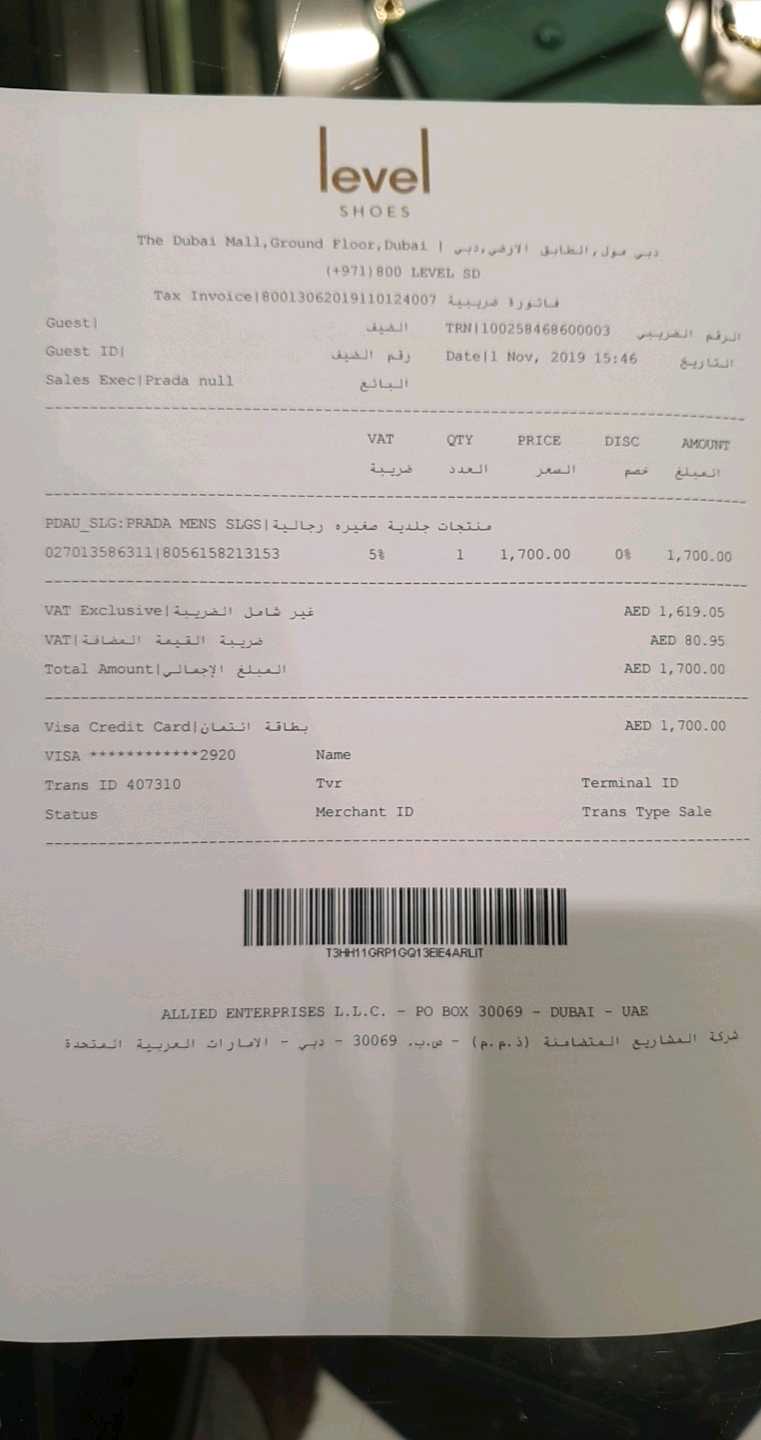 level
SHOES
The Dubai Mall,Ground Floor,Dubai | دبي مول,الطابق الارضي,دبي
(+971)800 LEVEL SD
Tax Invoice|80013062019110124007 فاتورة ضريبية
Guest| الضيف TRN|100258468600003 الرقم الضريبي
Guest ID| رقم الضيف Date|1 Nov, 2019 15:46 التاريخ
Sales Exec|Prada null البائع
VAT QTY PRICE DISC AMOUNT
ضريبة العدد السعر خصم المبلغ
PDAU_SLG:PRADA MENS SLGS|منتجات جلدية صغيره رجالية
027013586311|8056158213153 5% 1 1,700.00 0% 1,700.00
VAT Exclusive|غير شامل الضريبة AED 1,619.05
VAT|ضريبة القيمة المضافة AED 80.95
Total Amount|المبلغ الإجمالي AED 1,700.00
Visa Credit Card|بطاقة ائتمان AED 1,700.00
VISA ************2920 Name
Trans ID 407310 Tvr Terminal ID
Status Merchant ID Trans Type Sale
T3HH11GRP1GQ13EIE4ARLIT
ALLIED ENTERPRISES L.L.C. - PO BOX 30069 - DUBAI - UAE
شركة المشاريع المتضامنة (ذ.م.م) - ص.ب. 30069 - دبي - الامارات العربية المتحدة